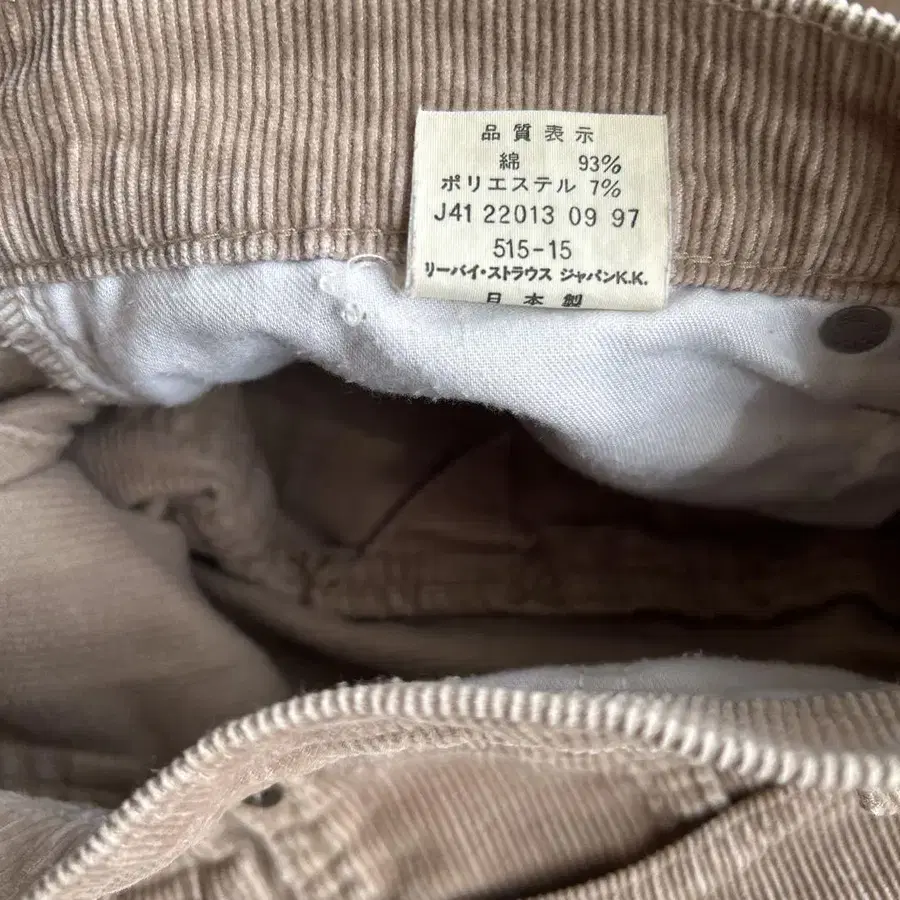 品質表示
綿 93%
ポリエステル 7%
J41 22013 09 97
515-15
リーバイ・ストラウス ジャパンK.K.
日本製